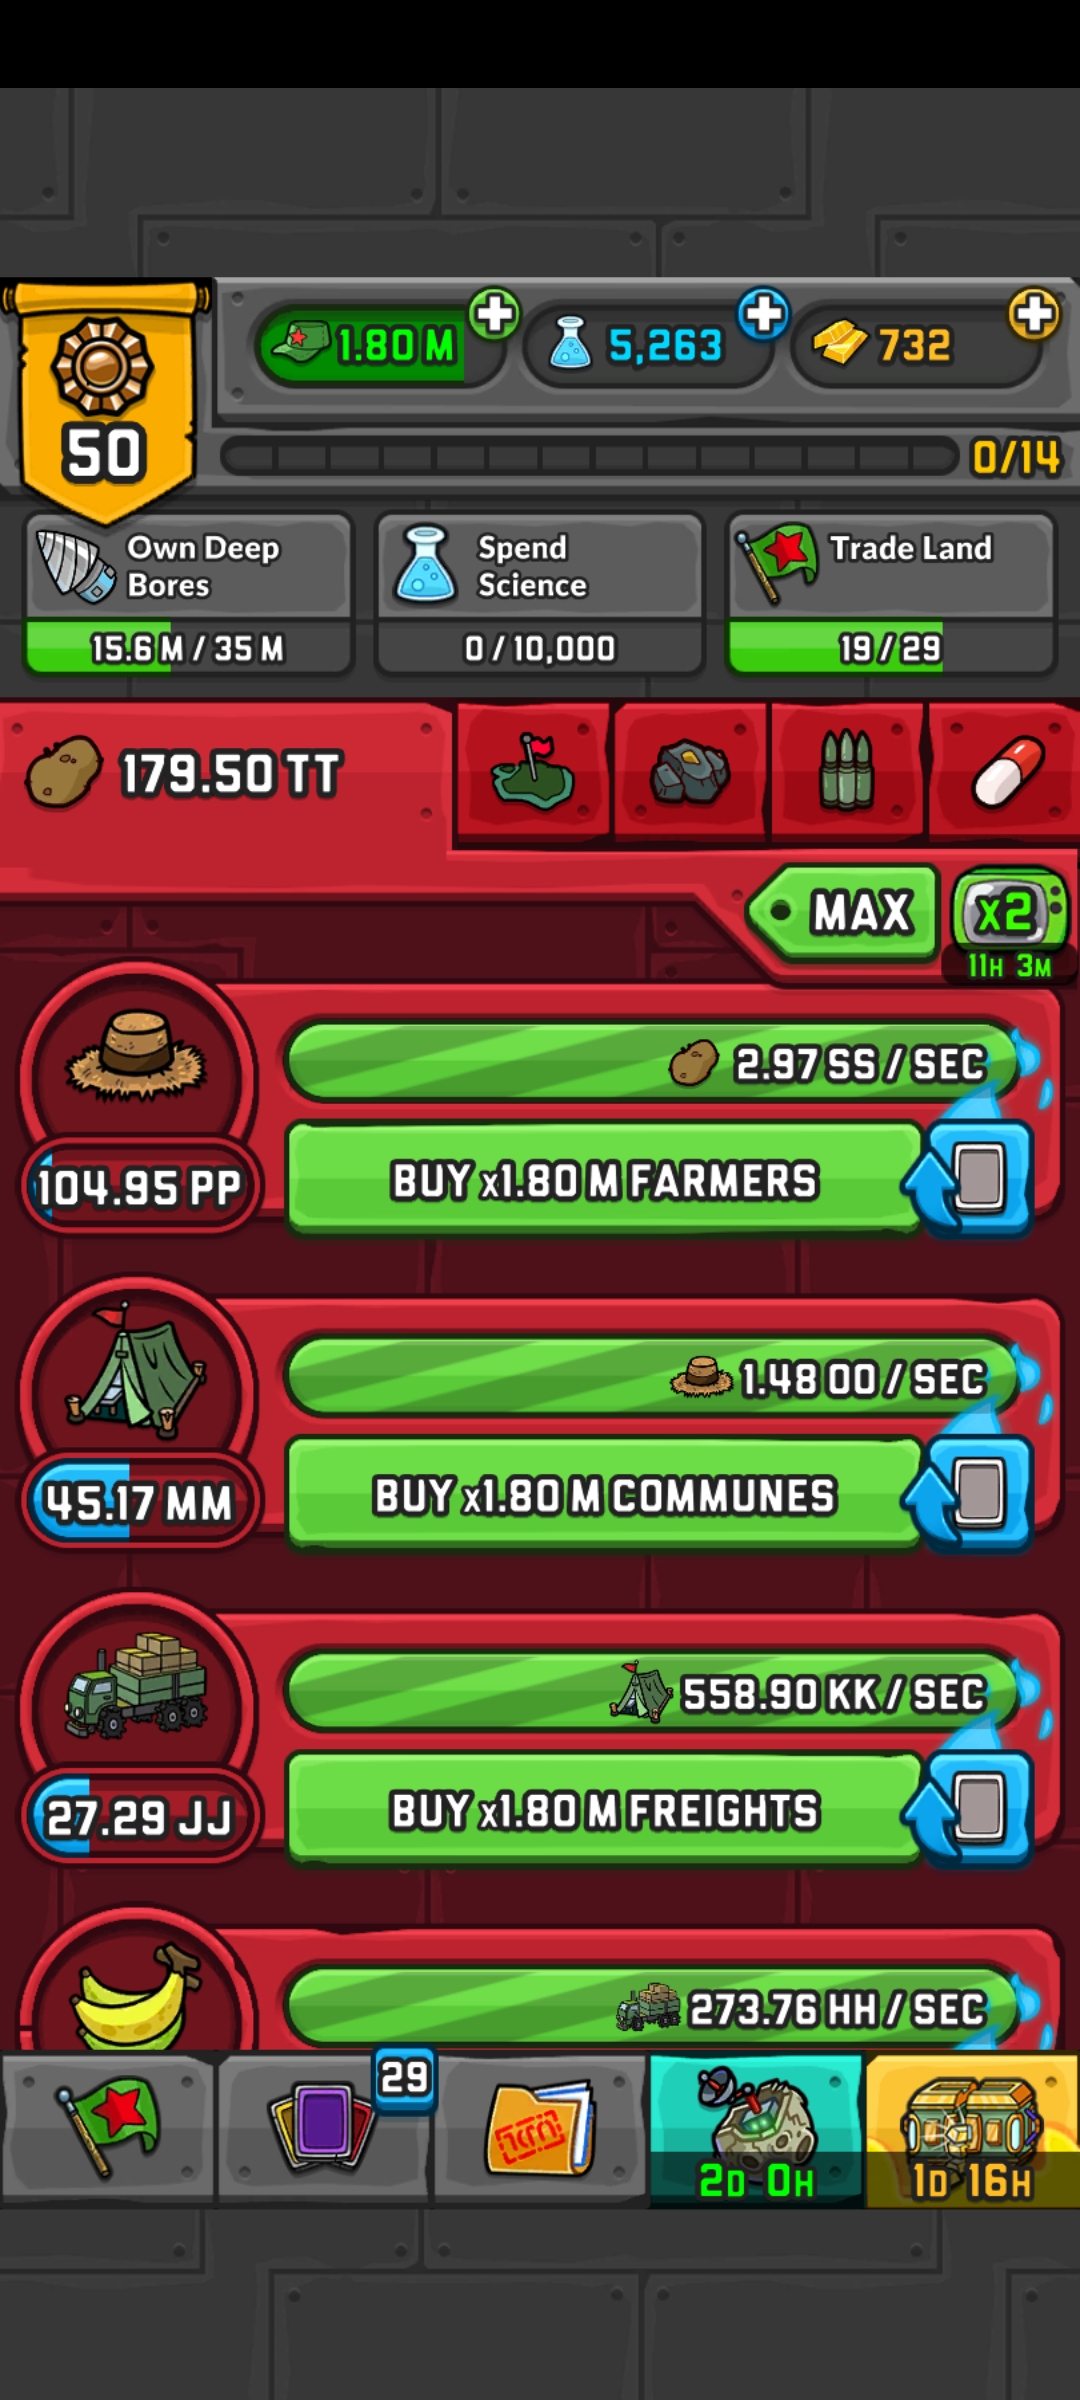 1.80 M
5,263
732
50
0/14
Own Deep
Bores
15.6 M / 35 M
Spend
Science
0 / 10,000
Trade Land
19 / 29
179.50 TT
MAX
x2
11H 3M
2.97 SS / SEC
104.95 PP
BUY x1.80 M FARMERS
1.48 OO / SEC
45.17 MM
BUY x1.80 M COMMUNES
558.90 KK / SEC
27.29 JJ
BUY x1.80 M FREIGHTS
273.76 HH / SEC
29
2D 0H
1D 16H